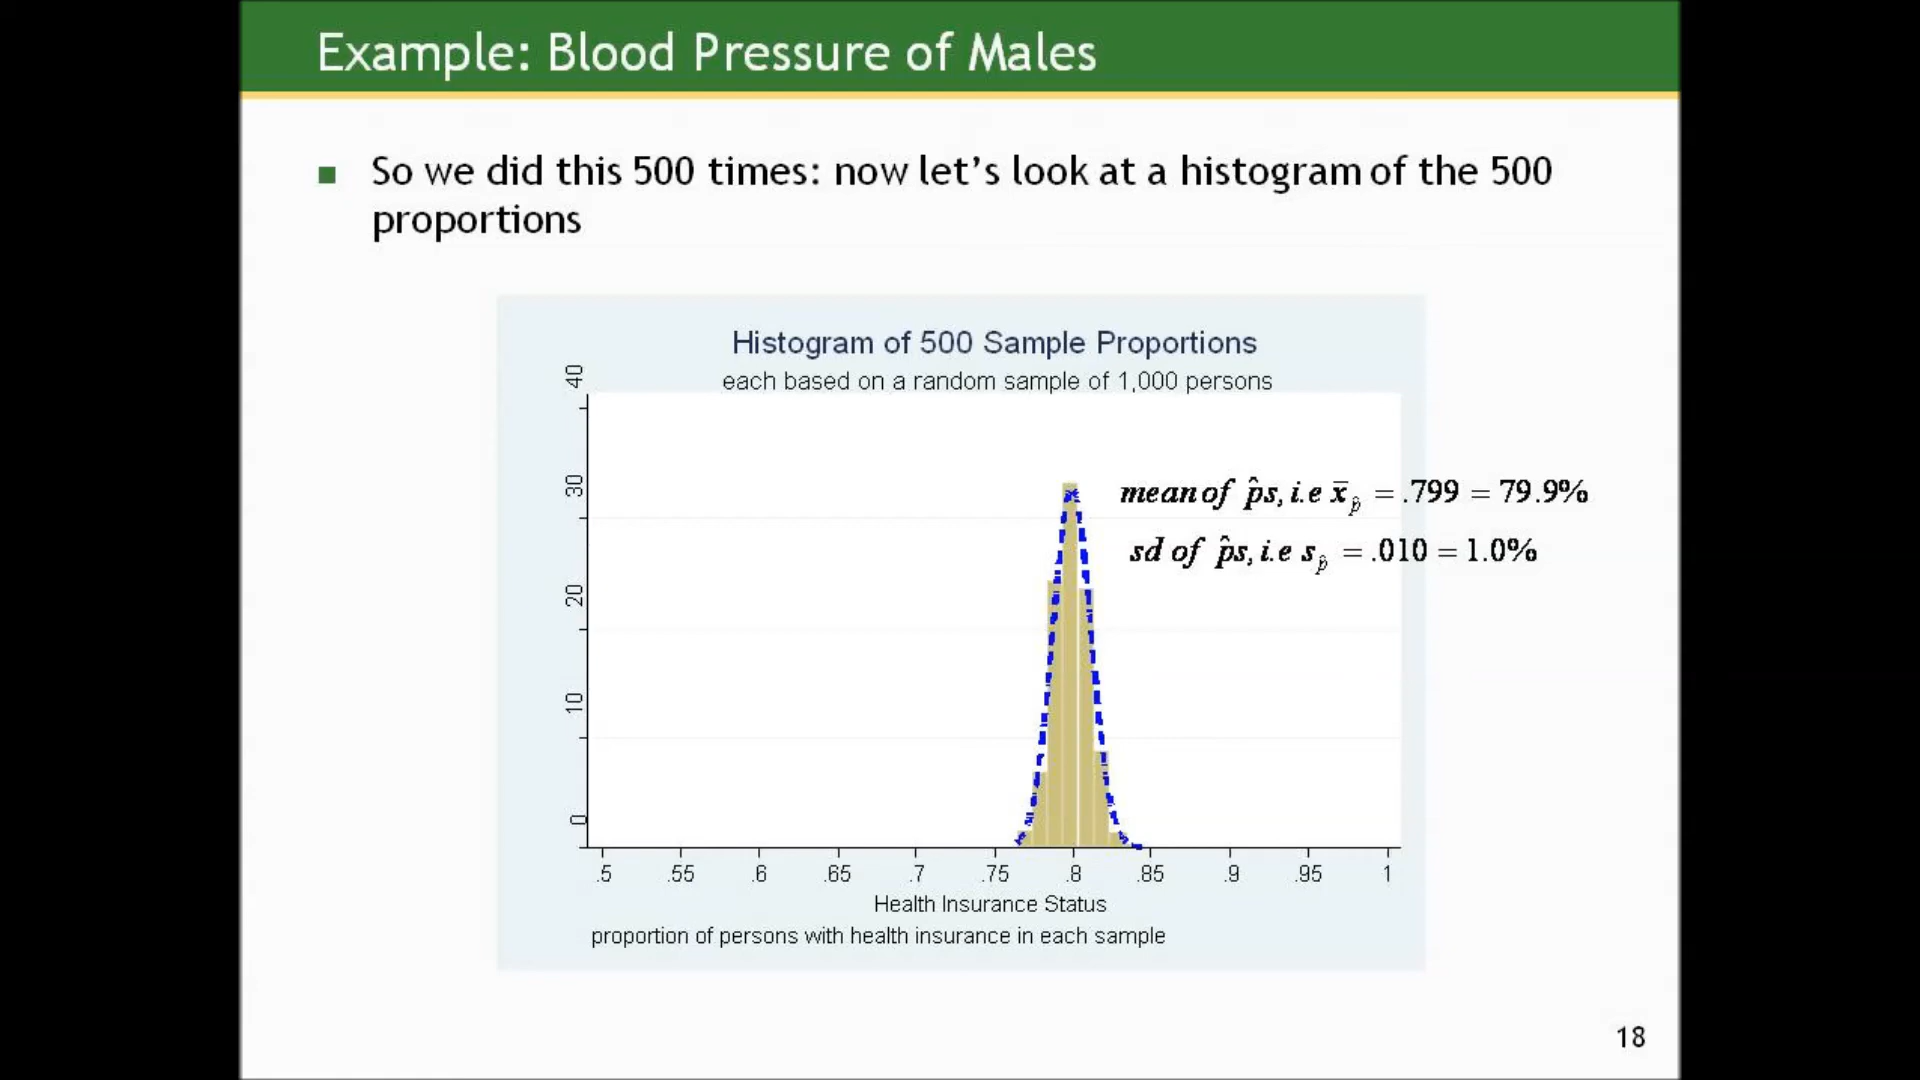 Example: Blood Pressure of Males
So we did this 500 times: now let's look at a histogram of the 500
proportions
Histogram of 500 Sample Proportions
each based on a random sample of 1,000 persons
40
30
20
10
0
mean of p̂s, i.e x̄p̂ = .799 = 79.9%
sd of p̂s, i.e sp̂ = .010 = 1.0%
.5 .55 .6 .65 .7 .75 .8 .85 .9 .95 1
Health Insurance Status
proportion of persons with health insurance in each sample
18